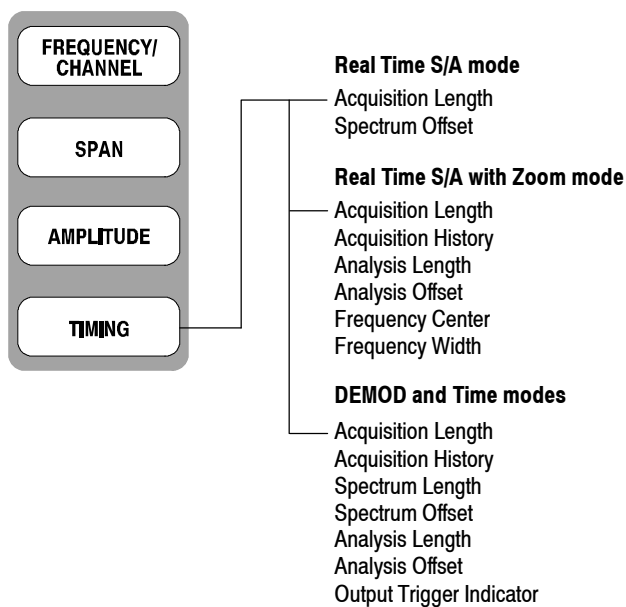 FREQUENCY/
CHANNEL
SPAN
AMPLITUDE
TIMING
Real Time S/A mode
Acquisition Length
Spectrum Offset
Real Time S/A with Zoom mode
Acquisition Length
Acquisition History
Analysis Length
Analysis Offset
Frequency Center
Frequency Width
DEMOD and Time modes
Acquisition Length
Acquisition History
Spectrum Length
Spectrum Offset
Analysis Length
Analysis Offset
Output Trigger Indicator